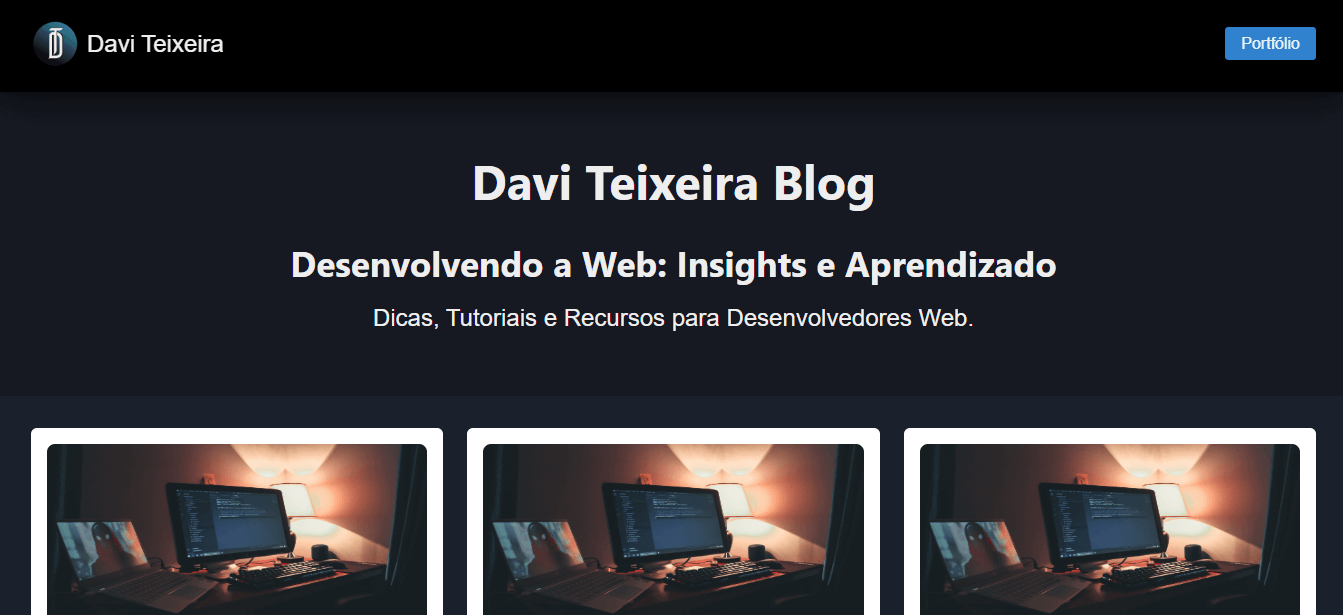 Davi Teixeira
Portfólio
Davi Teixeira Blog
Desenvolvendo a Web: Insights e Aprendizado
Dicas, Tutoriais e Recursos para Desenvolvedores Web.